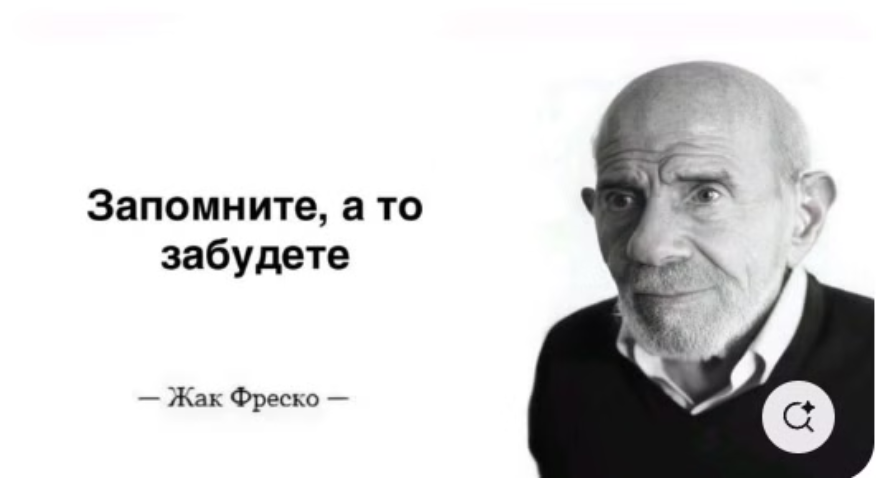 Запомните, а то
забудете
— Жак Фреско —